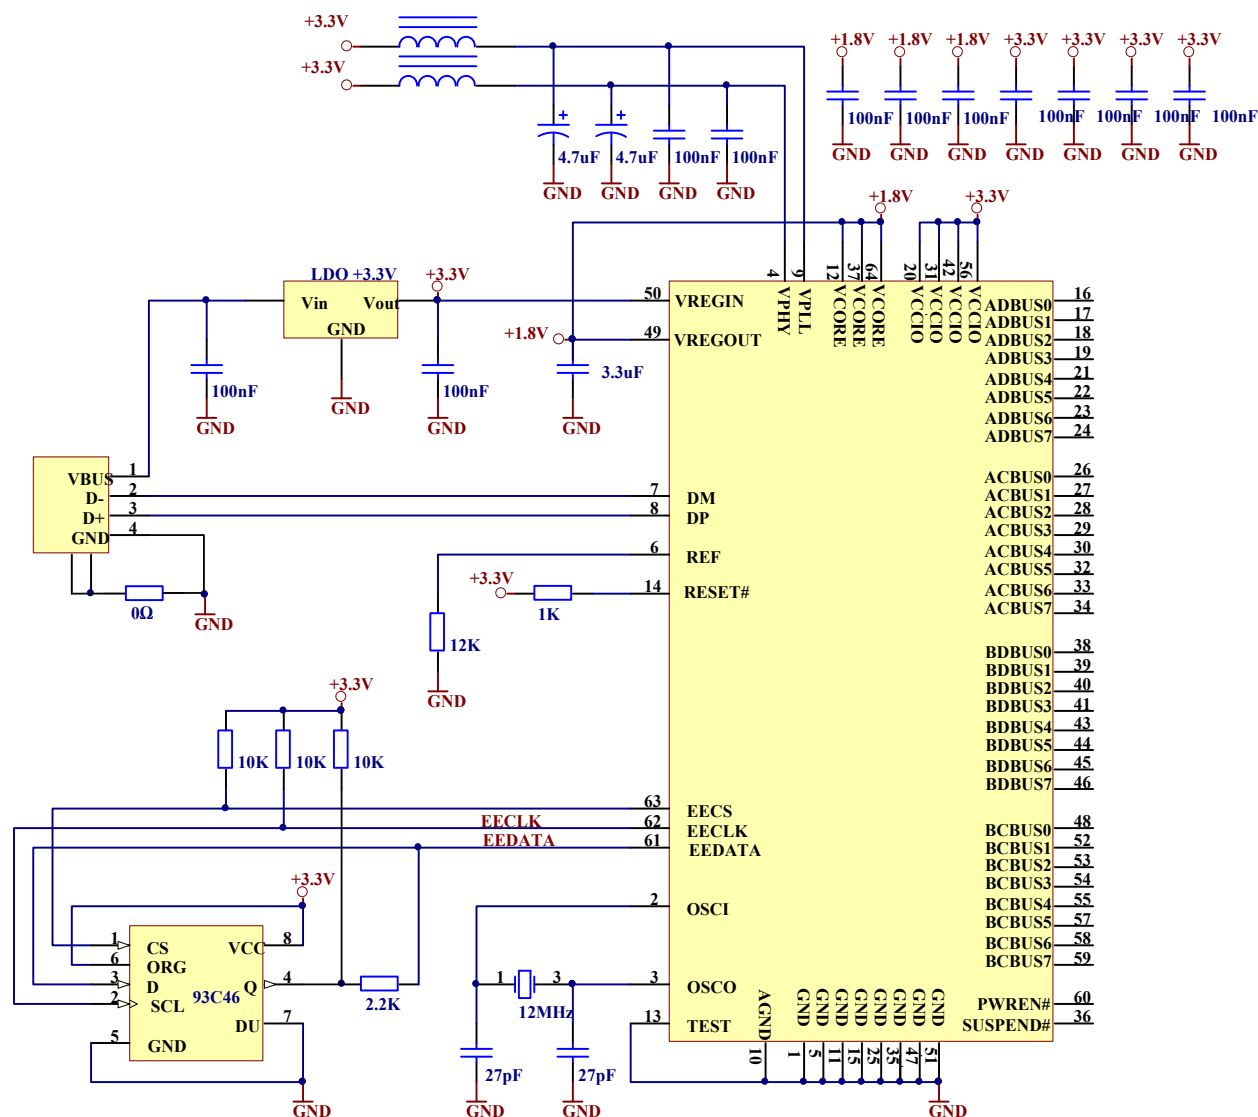 +3.3V
+3.3V
4.7uF 4.7uF 100nF 100nF
GND GND GND GND
+1.8V +1.8V +1.8V +3.3V +3.3V +3.3V +3.3V
100nF 100nF 100nF 100nF 100nF 100nF 100nF
GND GND GND GND GND GND GND
+1.8V +3.3V
4 9 12 37 64 20 31 42 56
VPHY VPLL VCORE VCORE VCORE VCCIO VCCIO VCCIO VCCIO
LDO +3.3V
Vin Vout
GND
+3.3V
100nF
GND
GND
100nF
GND
50 VREGIN
+1.8V 49 VREGOUT
3.3uF
GND
ADBUS0 16
ADBUS1 17
ADBUS2 18
ADBUS3 19
ADBUS4 21
ADBUS5 22
ADBUS6 23
ADBUS7 24
VBUS 1
D- 2
D+ 3
GND 4
0Ω
GND
7 DM
8 DP
6 REF
+3.3V 1K 14 RESET#
12K
GND
ACBUS0 26
ACBUS1 27
ACBUS2 28
ACBUS3 29
ACBUS4 30
ACBUS5 32
ACBUS6 33
ACBUS7 34
BDBUS0 38
BDBUS1 39
BDBUS2 40
BDBUS3 41
BDBUS4 43
BDBUS5 44
BDBUS6 45
BDBUS7 46
+3.3V
10K 10K 10K
63 EECS
EECLK 62 EECLK
EEDATA 61 EEDATA
BCBUS0 48
BCBUS1 52
BCBUS2 53
BCBUS3 54
BCBUS4 55
BCBUS5 57
BCBUS6 58
BCBUS7 59
+3.3V
1 CS VCC 8
6 ORG
3 D Q 4
2 SCL
93C46
DU 7
5 GND
2.2K
GND
2 OSCI
1 3
12MHz
3 OSCO
13 TEST
27pF 27pF
GND GND
PWREN# 60
SUSPEND# 36
AGND GND GND GND GND GND GND GND GND
10 1 5 11 15 25 35 47 51
GND